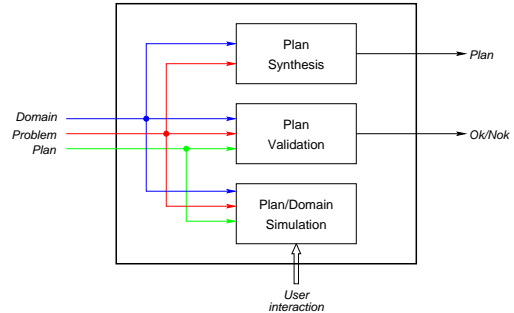 Plan
Synthesis
Plan
Domain
Problem
Plan
Plan
Validation
Ok/Nok
Plan/Domain
Simulation
User
interaction